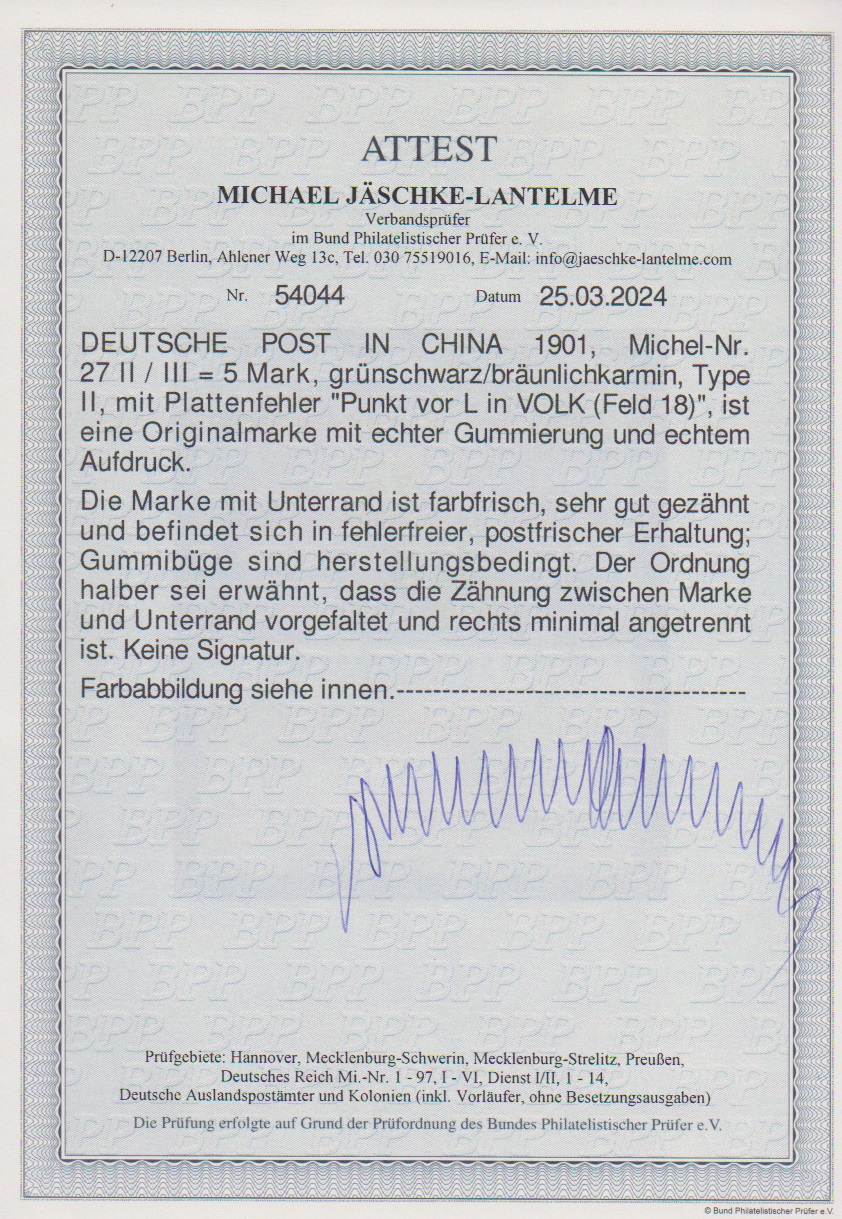 ATTEST
MICHAEL JÄSCHKE-LANTELME
Verbandsprüfer
im Bund Philatelistischer Prüfer e. V.
D-12207 Berlin, Ahlener Weg 13c, Tel. 030 75519016, E-Mail: info@jaeschke-lantelme.com
Nr. 54044 Datum 25.03.2024
DEUTSCHE POST IN CHINA 1901, Michel-Nr.
27 II / III = 5 Mark, grünschwarz/bräunlichkarmin, Type
II, mit Plattenfehler "Punkt vor L in VOLK (Feld 18)", ist
eine Originalmarke mit echter Gummierung und echtem
Aufdruck.
Die Marke mit Unterrand ist farbfrisch, sehr gut gezähnt
und befindet sich in fehlerfreier, postfrischer Erhaltung;
Gummibüge sind herstellungsbedingt. Der Ordnung
halber sei erwähnt, dass die Zähnung zwischen Marke
und Unterrand vorgefaltet und rechts minimal angetrennt
ist. Keine Signatur.
Farbabbildung siehe innen.--------------------------------------
Prüfgebiete: Hannover, Mecklenburg-Schwerin, Mecklenburg-Strelitz, Preußen,
Deutsches Reich Mi.-Nr. 1 - 97, I - VI, Dienst I/II, 1 - 14,
Deutsche Auslandspostämter und Kolonien (inkl. Vorläufer, ohne Besetzungsausgaben)
Die Prüfung erfolgte auf Grund der Prüfordnung des Bundes Philatelistischer Prüfer e.V.
© Bund Philatelistischer Prüfer e.V.